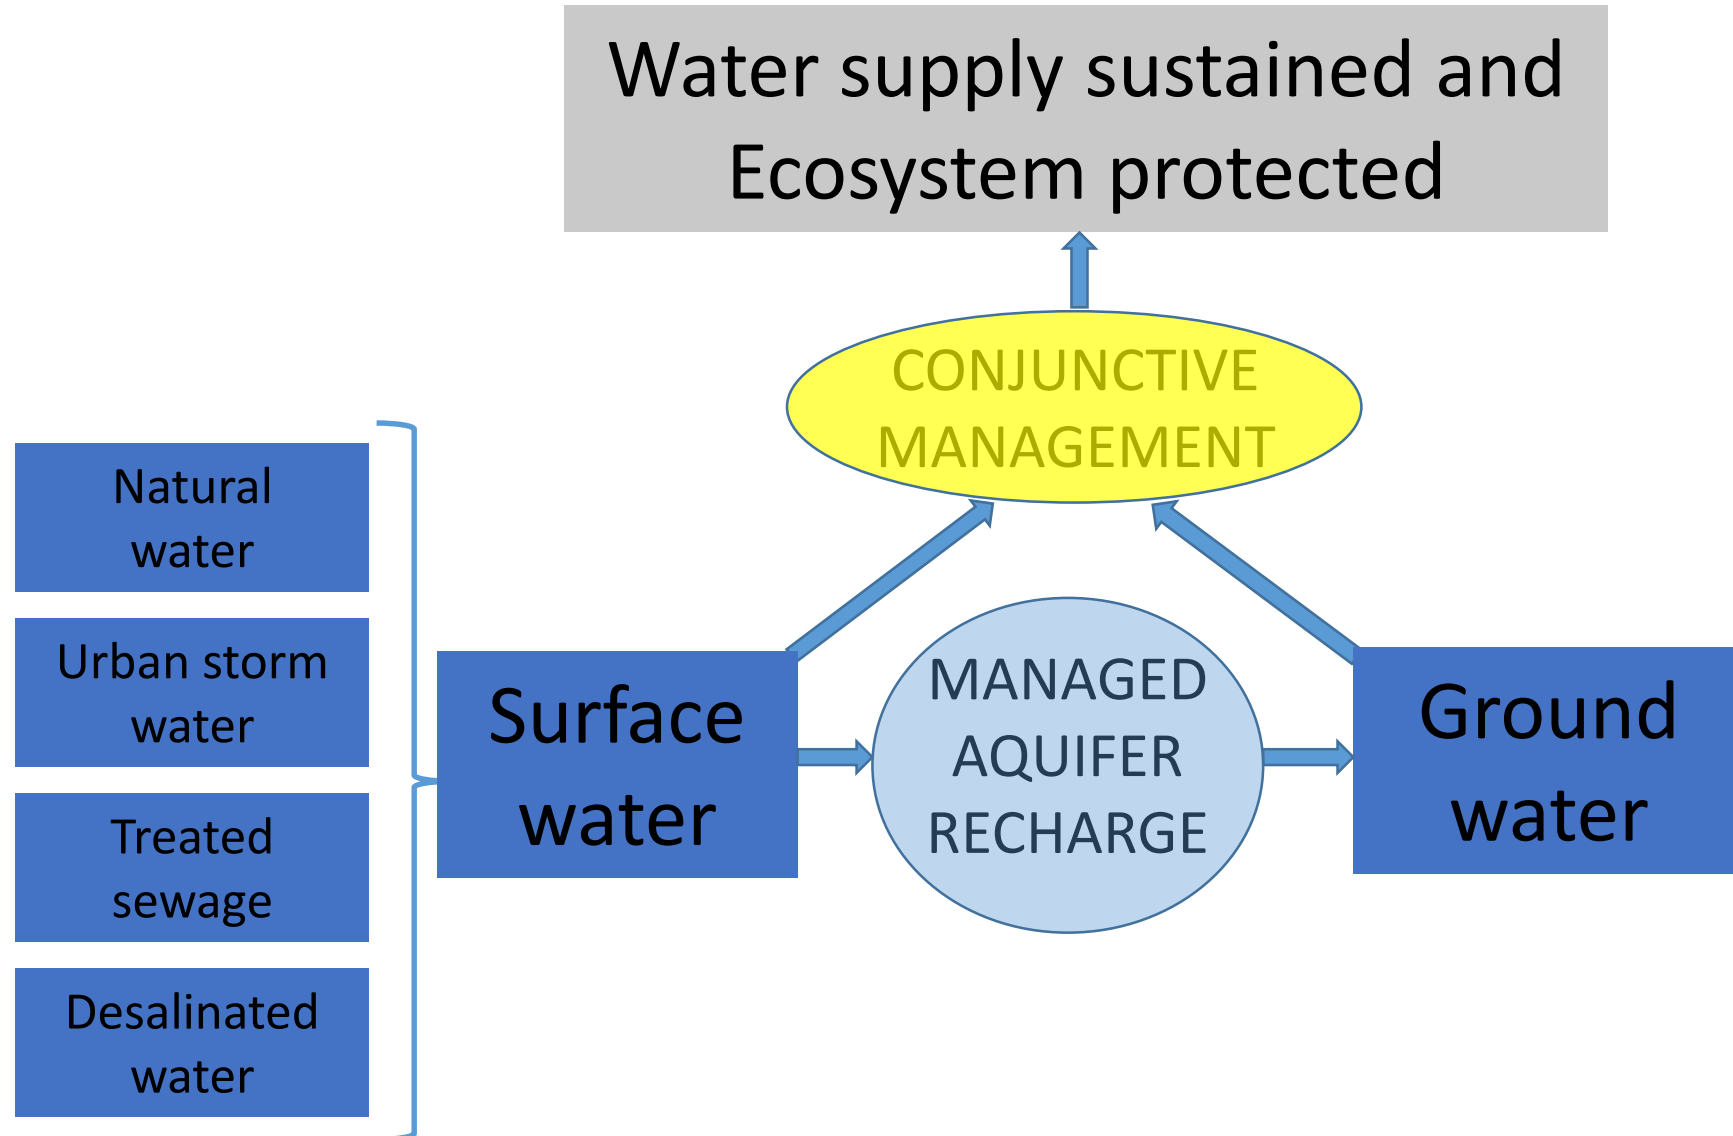 Water supply sustained and
Ecosystem protected
CONJUNCTIVE
MANAGEMENT
Natural
water
Urban storm
water
Treated
sewage
Desalinated
water
Surface
water
MANAGED
AQUIFER
RECHARGE
Ground
water